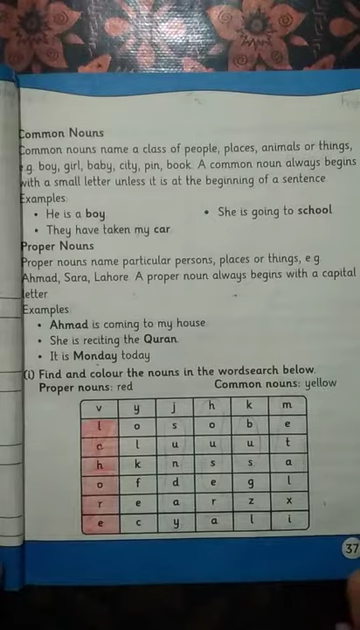 Common Nouns
Common nouns name a class of people, places, animals or things,
e.g. boy, girl, baby, city, pin, book. A common noun always begins
with a small letter unless it is at the beginning of a sentence.
Examples:
• He is a boy. • She is going to school.
• They have taken my car.
Proper Nouns
Proper nouns name particular persons, places or things, e.g.
Ahmad, Sara, Lahore. A proper noun always begins with a capital
letter.
Examples:
• Ahmad is coming to my house.
• She is reciting the Quran.
• It is Monday today.
(i) Find and colour the nouns in the wordsearch below.
Proper nouns: red Common nouns: yellow
v y j h k m
l o s o b e
a l u u u t
h k n s s a
o f d e g l
r e a r z x
e c y a l i
37